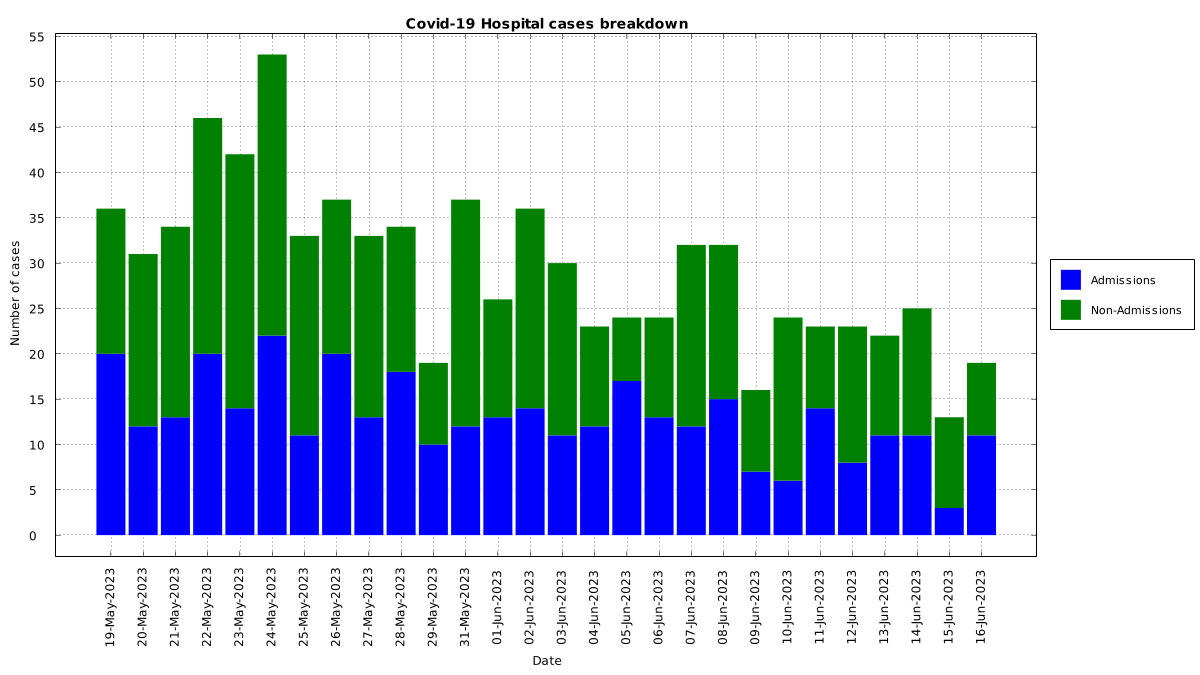 Covid-19 Hospital cases breakdown
55
50
45
40
35
30
25
20
15
10
5
0
Number of cases
19-May-2023
20-May-2023
21-May-2023
22-May-2023
23-May-2023
24-May-2023
25-May-2023
26-May-2023
27-May-2023
28-May-2023
29-May-2023
31-May-2023
01-Jun-2023
02-Jun-2023
03-Jun-2023
04-Jun-2023
05-Jun-2023
06-Jun-2023
07-Jun-2023
08-Jun-2023
09-Jun-2023
10-Jun-2023
11-Jun-2023
12-Jun-2023
13-Jun-2023
14-Jun-2023
15-Jun-2023
16-Jun-2023
Date
Admissions
Non-Admissions